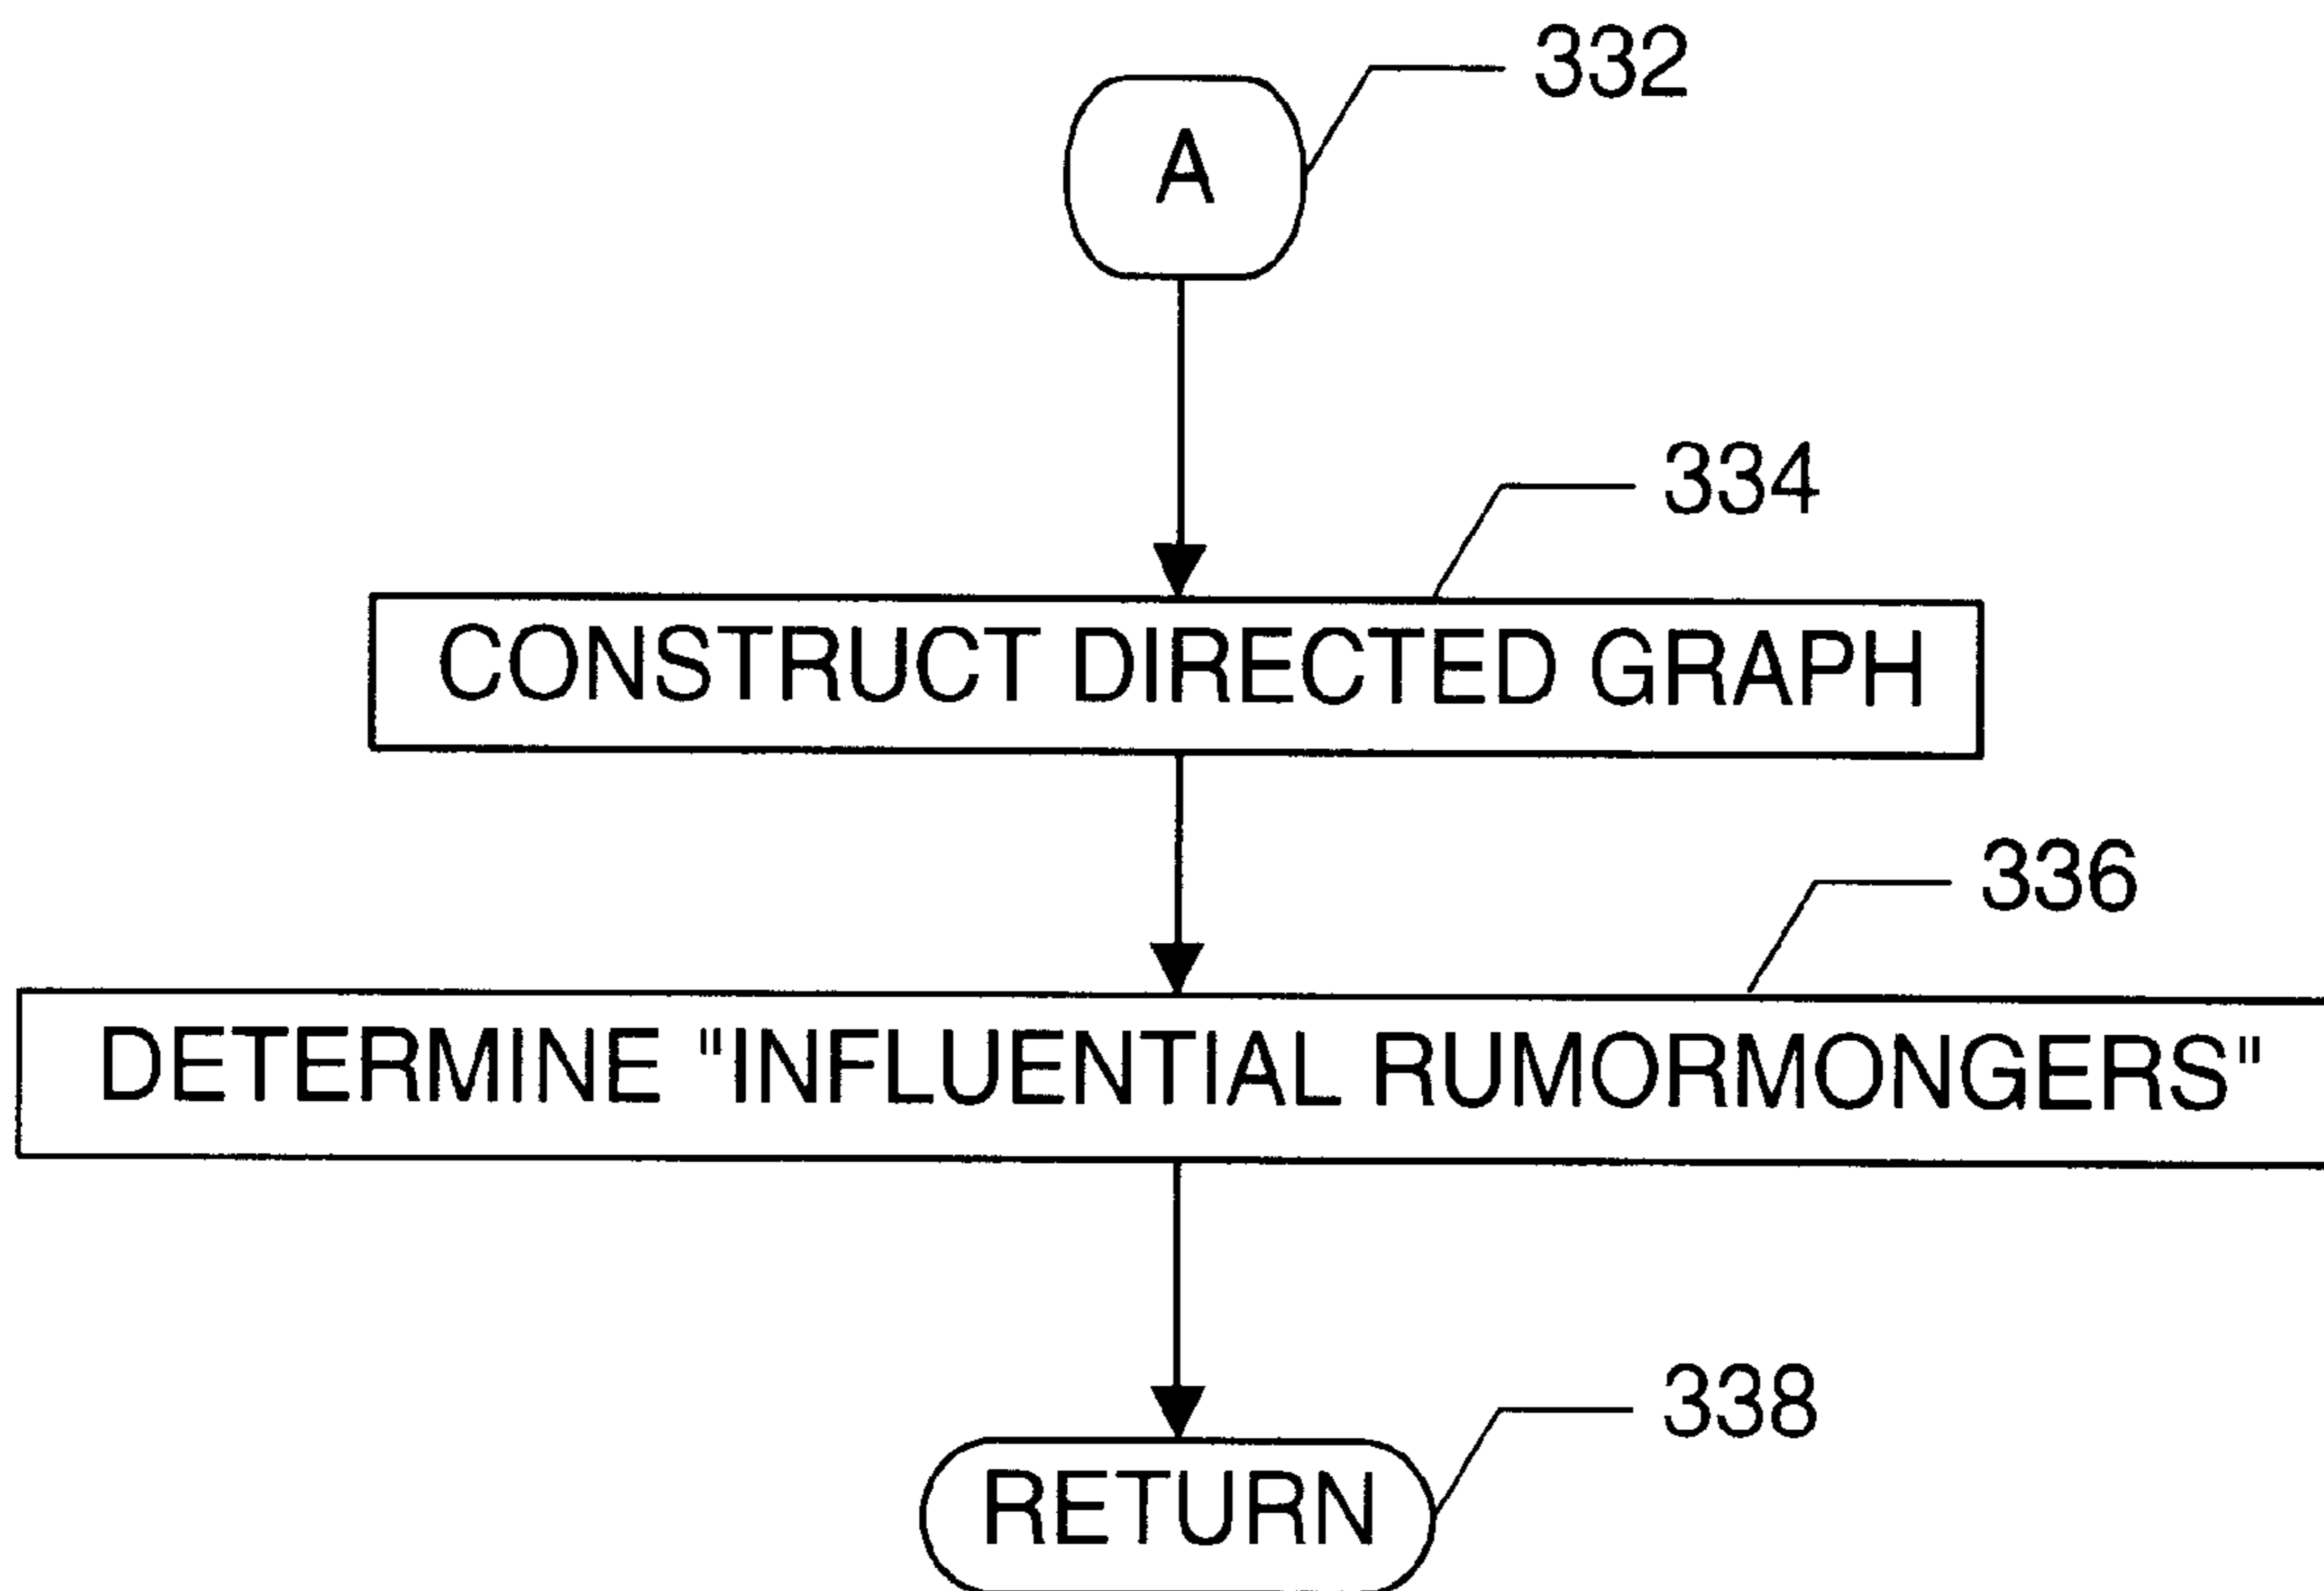 332
A
334
CONSTRUCT DIRECTED GRAPH
336
DETERMINE "INFLUENTIAL RUMORMONGERS"
338
RETURN